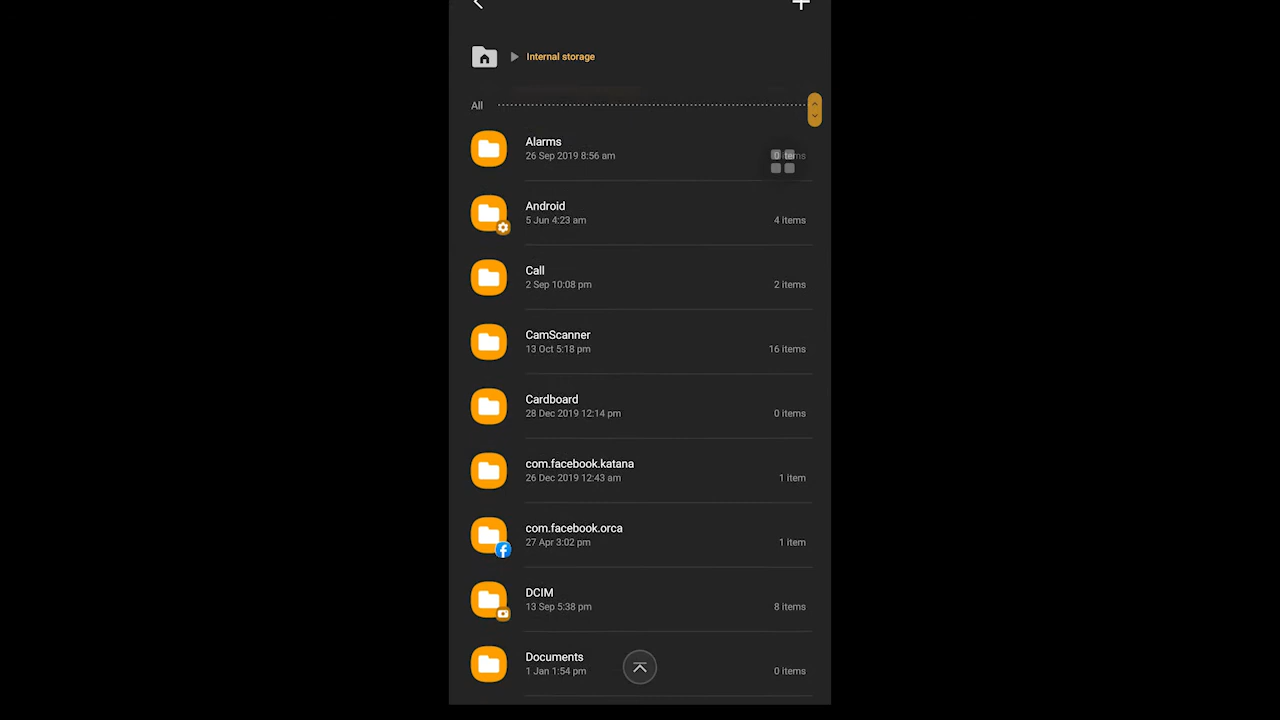 Internal storage
All
Alarms
26 Sep 2019 8:56 am
0 items
Android
5 Jun 4:23 am
4 items
Call
2 Sep 10:08 pm
2 items
CamScanner
13 Oct 5:18 pm
16 items
Cardboard
28 Dec 2019 12:14 pm
0 items
com.facebook.katana
26 Dec 2019 12:43 am
1 item
com.facebook.orca
27 Apr 3:02 pm
1 item
DCIM
13 Sep 5:38 pm
8 items
Documents
1 Jan 1:54 pm
0 items